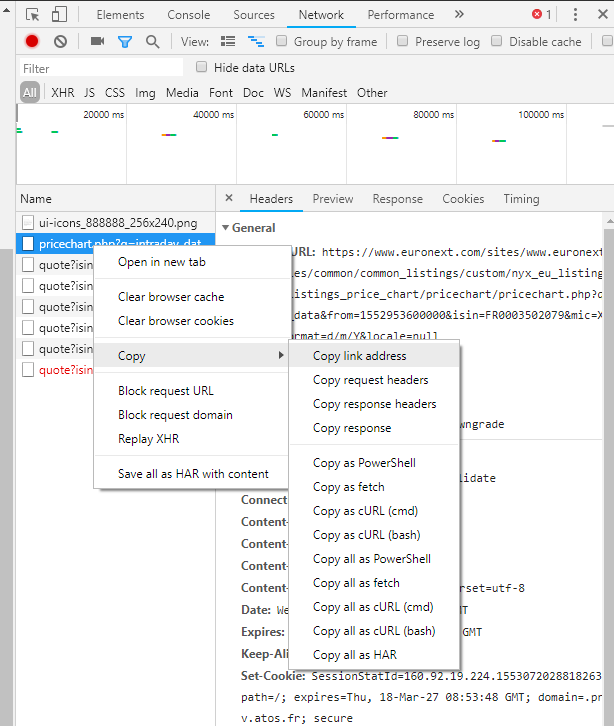 Elements Console Sources Network Performance » 1
View: Group by frame Preserve log Disable cache
Filter Hide data URLs
All XHR JS CSS Img Media Font Doc WS Manifest Other
20000 ms 40000 ms 60000 ms 80000 ms 100000 ms
Name
ui-icons_888888_256x240.png
pricechart.php?q=intraday_dat
quote?isin
quote?isin
quote?isin
quote?isin
quote?isin
quote?isin
Open in new tab
Clear browser cache
Clear browser cookies
Copy
Block request URL
Block request domain
Replay XHR
Save all as HAR with content
Copy link address
Copy request headers
Copy response headers
Copy response
Copy as PowerShell
Copy as fetch
Copy as cURL (cmd)
Copy as cURL (bash)
Copy all as PowerShell
Copy all as fetch
Copy all as cURL (cmd)
Copy all as cURL (bash)
Copy all as HAR
× Headers Preview Response Cookies Timing
General
URL: https://www.euronext.com/sites/www.euronext
es/common/common_listings/custom/nyx_eu_listing
listings_price_chart/pricechart/pricechart.php?
_data&from=1552953600000&isin=FR0003502079&mic=X
ormat=d/m/Y&locale=null
wngrade
lidate
Connect
Content-
Content-
Content-
Content- rset=utf-8
Date: We MT
Expires: GMT
Keep-Ali
Set-Cookie: SessionStatId=160.92.19.224.1553072028818263
path=/; expires=Thu, 18-Mar-27 08:53:48 GMT; domain=.pr
v.atos.fr; secure